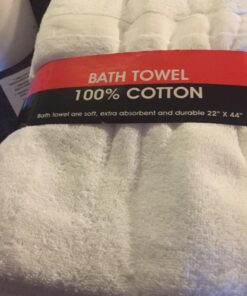 BATH TOWEL
100% COTTON
Bath towel are soft, extra absorbent and durable 22" X 44"